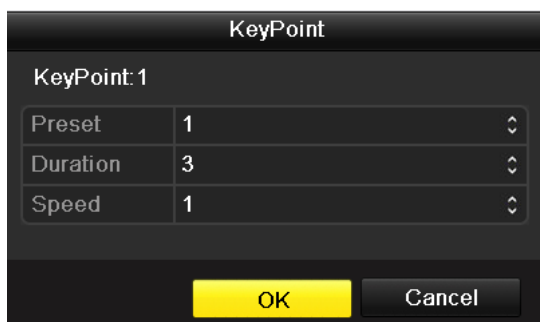 KeyPoint
KeyPoint:1
Preset 1
Duration 3
Speed 1
OK Cancel